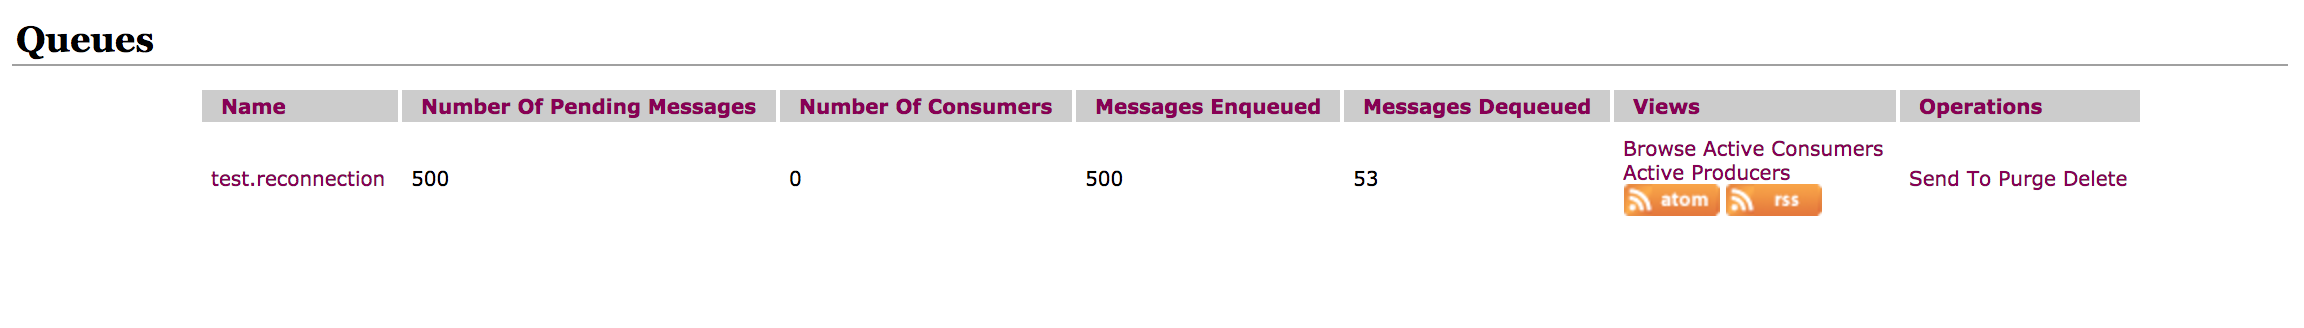 Queues
Name Number Of Pending Messages Number Of Consumers Messages Enqueued Messages Dequeued Views Operations
test.reconnection 500 0 500 53 Browse Active Consumers
Active Producers
atom rss
Send To Purge Delete